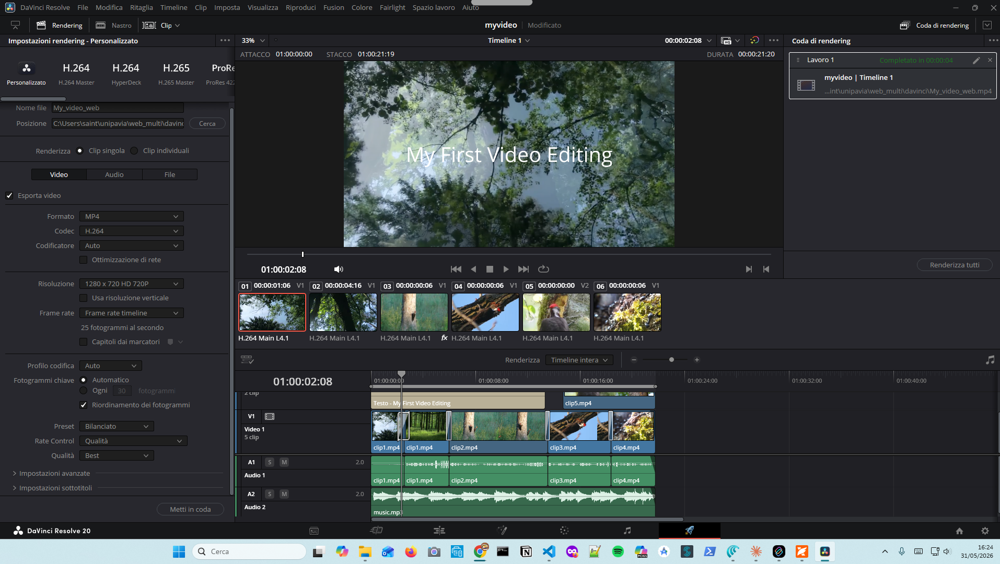 DaVinci Resolve File Modifica Ritaglia Timeline Clip Imposta Visualizza Riproduci Fusion Colore Fairlight Spazio lavoro Aiuto
Rendering Nastro Clip myvideo Modificato Coda di rendering
Impostazioni rendering - Personalizzato
33% Timeline 1 00:00:02:08
Coda di rendering
ATTACCO 01:00:00:00 STACCO 01:00:21:19 DURATA 00:00:21:20
H.264 H.264 H.265 ProRe
Personalizzato H.264 Master HyperDeck H.265 Master ProRes 422
Lavoro 1 Completato in 00:00:04
myvideo | Timeline 1
...int\unipavia\web_multi\davinci\My_video_web.mp4
Nome file My_video_web
Posizione C:\Users\saint\unipavia\web_multi\davinc Cerca
Renderizza Clip singola Clip individuali
Video Audio File
Esporta video
Formato MP4
Codec H.264
Codificatore Auto
Ottimizzazione di rete
Risoluzione 1280 x 720 HD 720P
Usa risoluzione verticale
Frame rate Frame rate timeline
25 fotogrammi al secondo
Capitoli dai marcatori
Profilo codifica Auto
Fotogrammi chiave Automatico
Ogni 30 fotogrammi
Riordinamento dei fotogrammi
Preset Bilanciato
Rate Control Qualità
Qualità Best
Impostazioni avanzate
Impostazioni sottotitoli
Metti in coda
My First Video Editing
01:00:02:08
Renderizza tutti
01 00:00:01:06 V1 02 00:00:04:16 V1 03 00:00:00:06 V1 04 00:00:00:06 V1 05 00:00:00:00 V2 06 00:00:00:06 V1
H.264 Main L4.1 H.264 Main L4.1 H.264 Main L4.1 fx H.264 Main L4.1 H.264 Main L4.1 H.264 Main L4.1
Renderizza Timeline intera
01:00:02:08 01:00:00:00 01:00:08:00 01:00:16:00 01:00:24:00 01:00:32:00 01:00:40:00
2 clip
Testo - My First Video Editing clip5.mp4
V1
Video 1
5 clip
clip1.mp4 clip1.mp4 clip2.mp4 clip3.mp4 clip4.mp4
A1 S M 2.0
Audio 1
clip1.mp4 clip1.mp4 clip2.mp4 clip3.mp4 clip4.mp4
A2 S M 2.0
Audio 2
music.mp3
DaVinci Resolve 20
Cerca
M365
16:24
31/05/2026